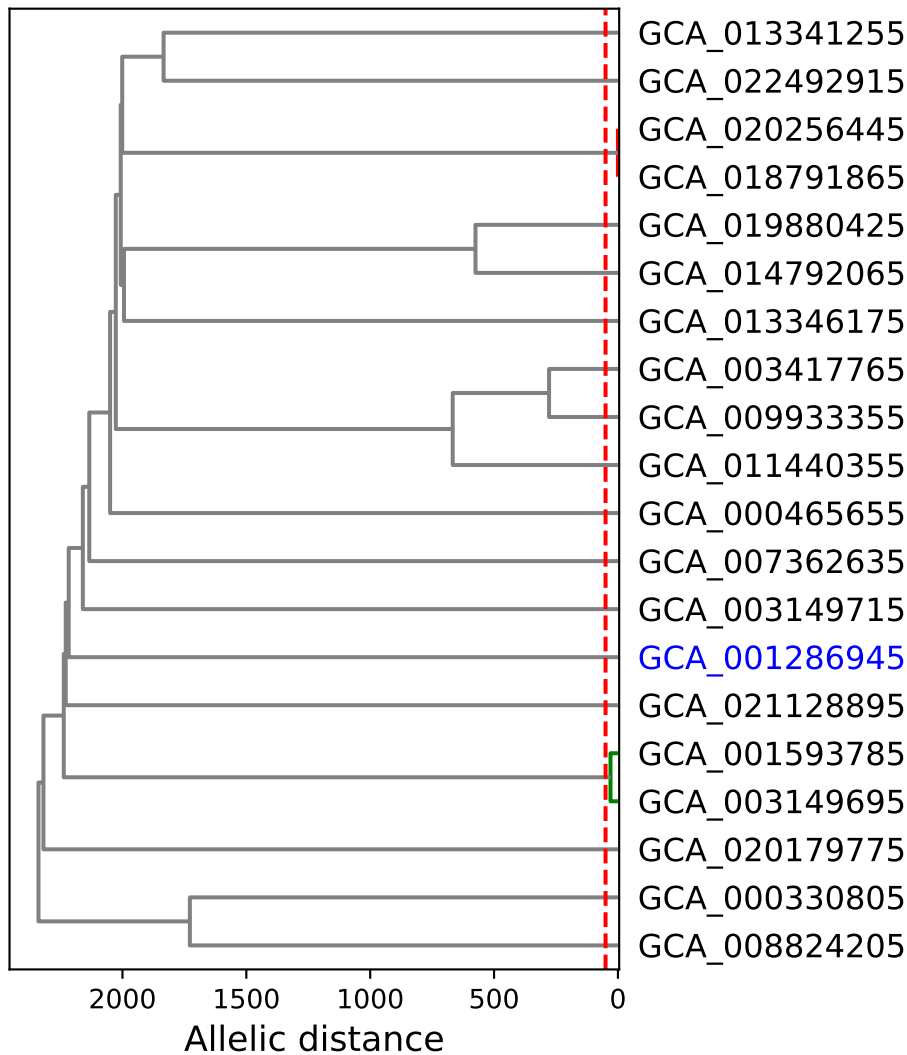 GCA_013341255
GCA_022492915
GCA_020256445
GCA_018791865
GCA_019880425
GCA_014792065
GCA_013346175
GCA_003417765
GCA_009933355
GCA_011440355
GCA_000465655
GCA_007362635
GCA_003149715
GCA_001286945
GCA_021128895
GCA_001593785
GCA_003149695
GCA_020179775
GCA_000330805
GCA_008824205
2000 1500 1000 500 0
Allelic distance